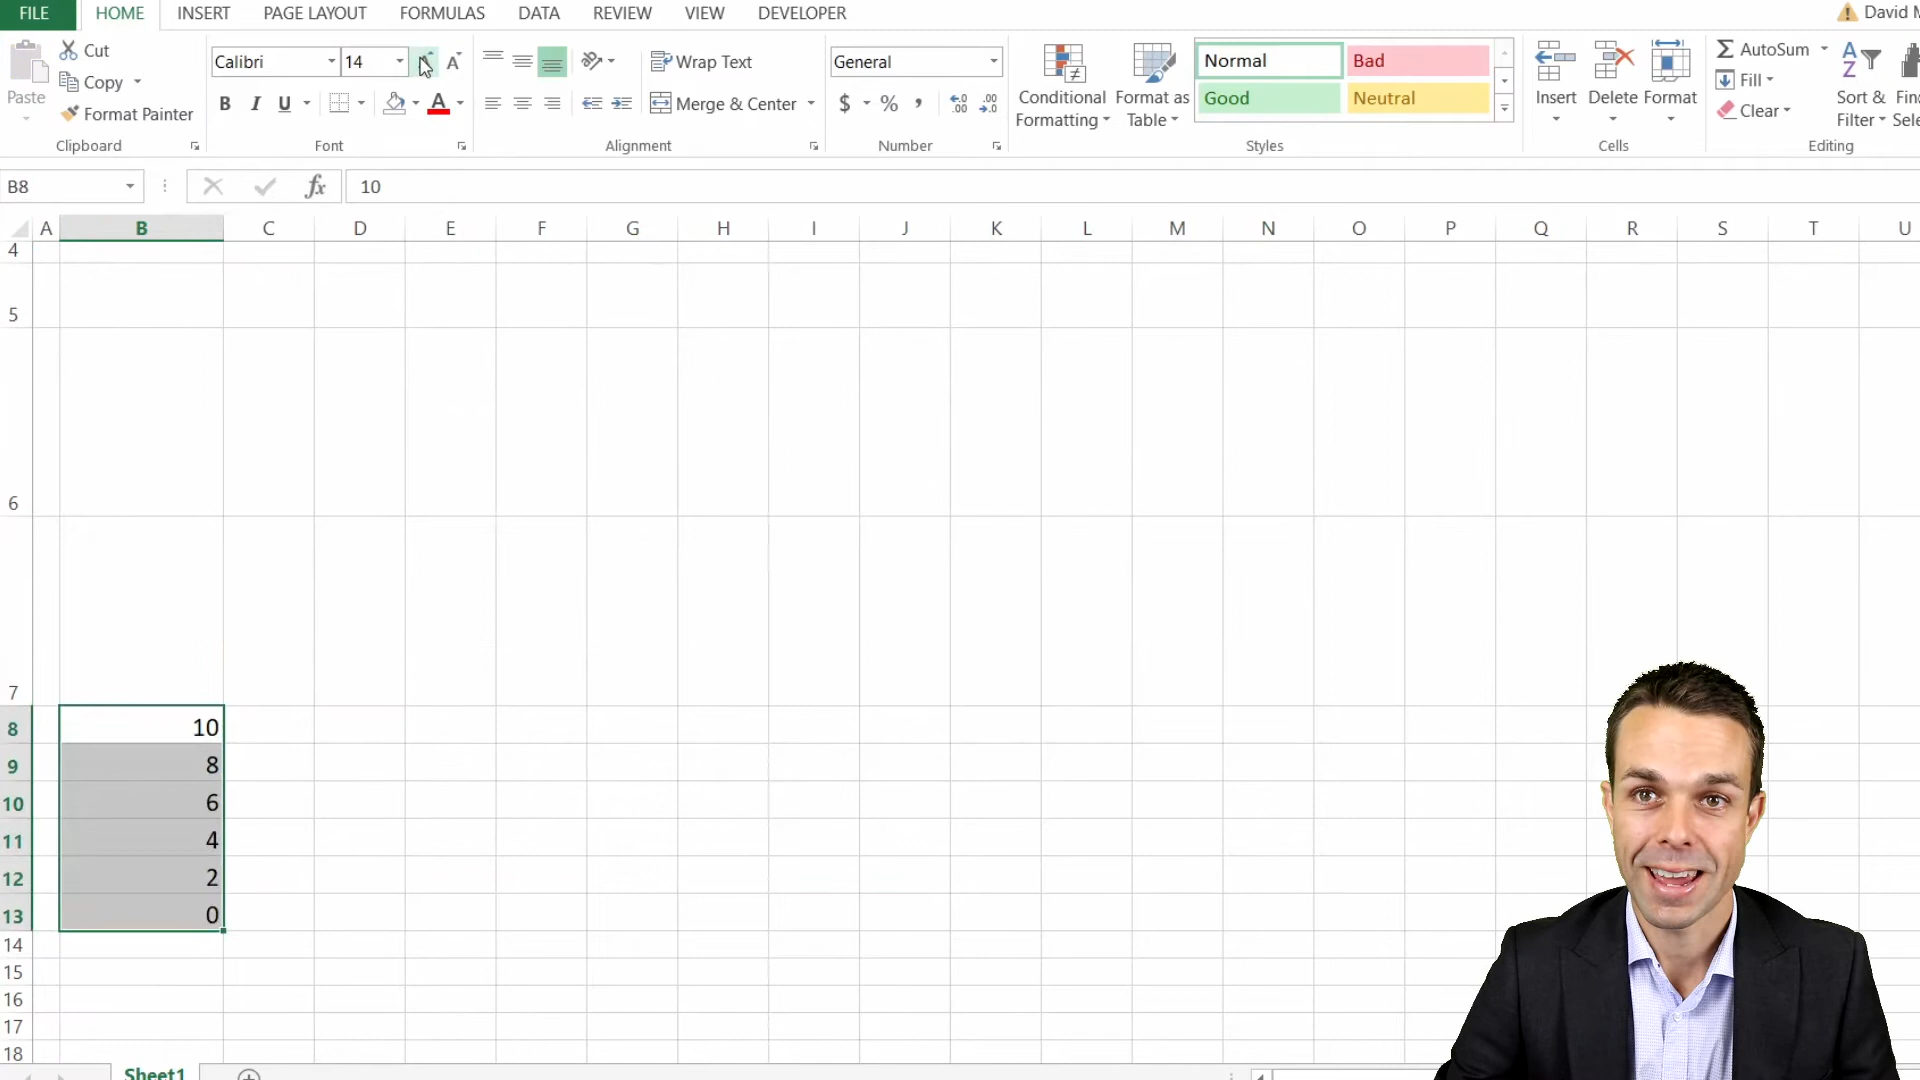 FILE HOME INSERT PAGE LAYOUT FORMULAS DATA REVIEW VIEW DEVELOPER David M
Paste
Cut
Copy
Format Painter
Clipboard
Calibri 14
B I U A
Font
Wrap Text
Merge & Center
Alignment
General
$ % ,
Number
Conditional
Formatting
Format as
Table
Normal Bad
Good Neutral
Styles
Insert Delete Format
Cells
AutoSum
Fill
Clear
Sort &
Filter
Editing
B8 fx 10
A B C D E F G H I J K L M N O P Q R S T U
4
5
6
7
8 10
9 8
10 6
11 4
12 2
13 0
14
15
16
17
18
Sheet1